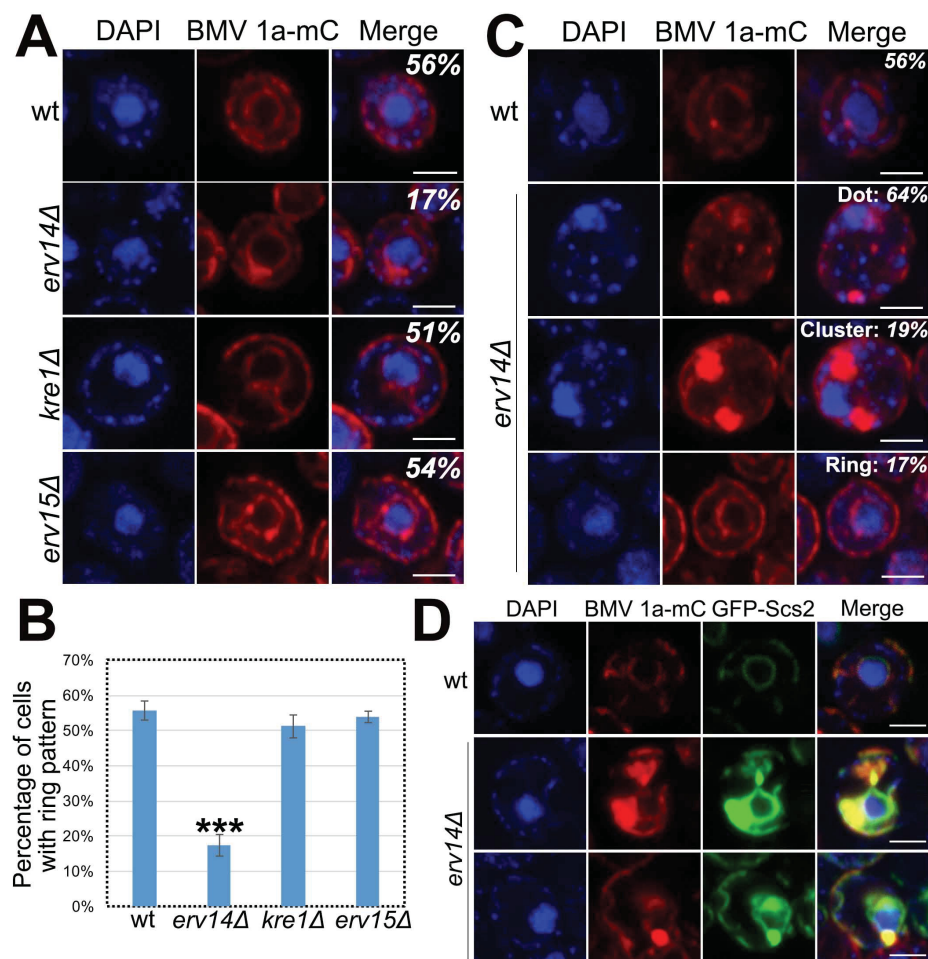 A
DAPI BMV 1a-mC Merge
wt
56%
erv14Δ
17%
kre1Δ
51%
erv15Δ
54%
B
Percentage of cells
with ring pattern
70%
60%
50%
40%
30%
20%
10%
0%
***
wt erv14Δ kre1Δ erv15Δ
C
DAPI BMV 1a-mC Merge
wt
56%
erv14Δ
Dot: 64%
Cluster: 19%
Ring: 17%
D
DAPI BMV 1a-mC GFP-Scs2 Merge
wt
erv14Δ